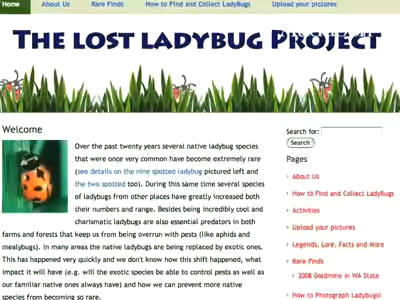 Home About Us Rare Finds How to Find and Collect LadyBugs Upload your pictures
The Lost Ladybug Project
Welcome
Over the past twenty years several native ladybug species
that were once very common have become extremely rare
(see details on the nine spotted ladybug pictured left and
the two spotted too). During this same time several species
of ladybugs from other places have greatly increased both
their numbers and range. Besides being incredibly cool and
charismatic ladybugs are also essential predators in both
farms and forests that keep us from being overrun with pests (like aphids and
mealybugs). In many areas the native ladybugs are being replaced by exotic ones.
This has happened very quickly and we don't know how this shift happened, what
impact it will have (e.g. will the exotic species be able to control pests as well as
our familiar native ones always have) and how we can prevent more native
species from becoming so rare.
Search for:
Search
Pages
About Us
How to Find and Collect LadyBugs
Activities
Upload your pictures
Legends, Lore, Facts and More
Rare Finds
2008 Goldmine in WA State
How to Photograph Ladybugs!